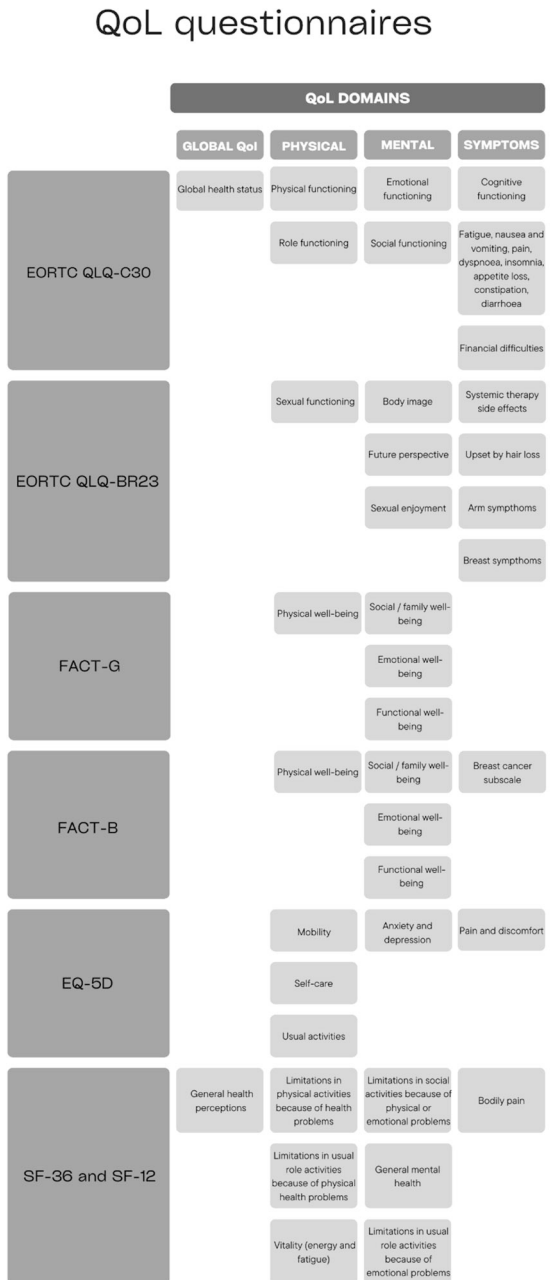 QoL questionnaires
QoL DOMAINS
GLOBAL Qol
PHYSICAL
MENTAL
SYMPTOMS
EORTC QLQ-C30
Global health status
Physical functioning
Emotional
functioning
Cognitive
functioning
Role functioning
Social functioning
Fatigue, nausea and
vomiting, pain,
dyspnoea, insomnia,
appetite loss,
constipation,
diarrhoea
Financial difficulties
EORTC QLQ-BR23
Sexual functioning
Body image
Systemic therapy
side effects
Future perspective
Upset by hair loss
Sexual enjoyment
Arm sympthoms
Breast sympthoms
FACT-G
Physical well-being
Social / family well-
being
Emotional well-
being
Functional well-
being
FACT-B
Physical well-being
Social / family well-
being
Breast cancer
subscale
Emotional well-
being
Functional well-
being
EQ-5D
Mobility
Anxiety and
depression
Pain and discomfort
Self-care
Usual activities
SF-36 and SF-12
General health
perceptions
Limitations in
physical activities
because of health
problems
Limitations in social
activities because of
physical or
emotional problems
Bodily pain
Limitations in usual
role activities
because of physical
health problems
General mental
health
Vitality (energy and
fatigue)
Limitations in usual
role activities
because of
emotional problems